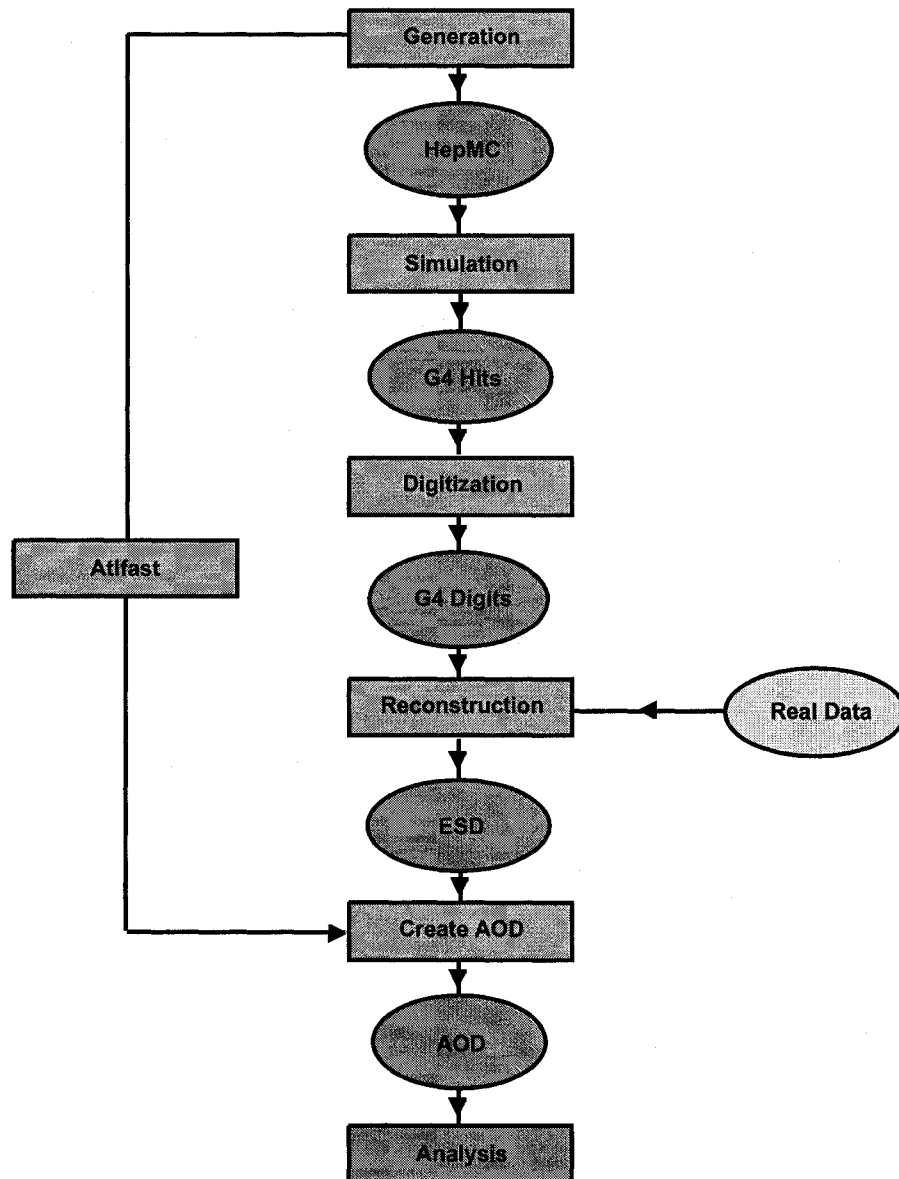 Generation
HepMC
Simulation
G4 Hits
Digitization
Atlfast
G4 Digits
Reconstruction
Real Data
ESD
Create AOD
AOD
Analysis